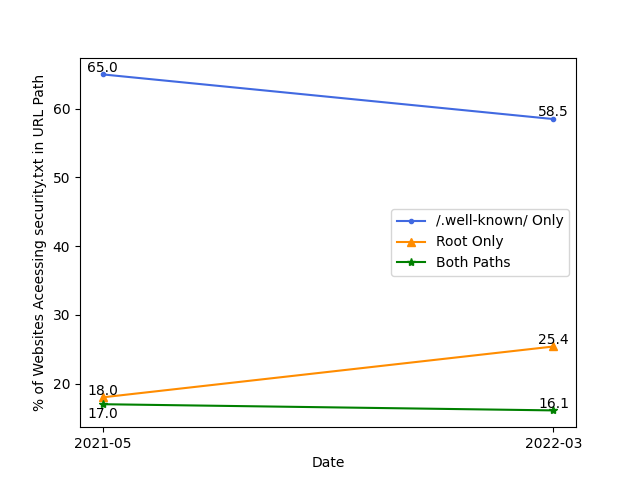 % of Websites Aceessing security.txt in URL Path
60
50
40
30
20
65.0
58.5
/.well-known/ Only
Root Only
Both Paths
25.4
18.0
16.1
17.0
2021-05
2022-03
Date